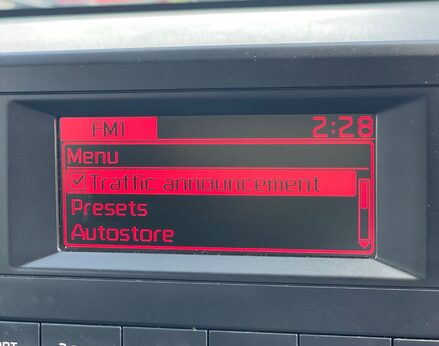 FM1 2:28
Menu
Traffic announcement
Presets
Autostore